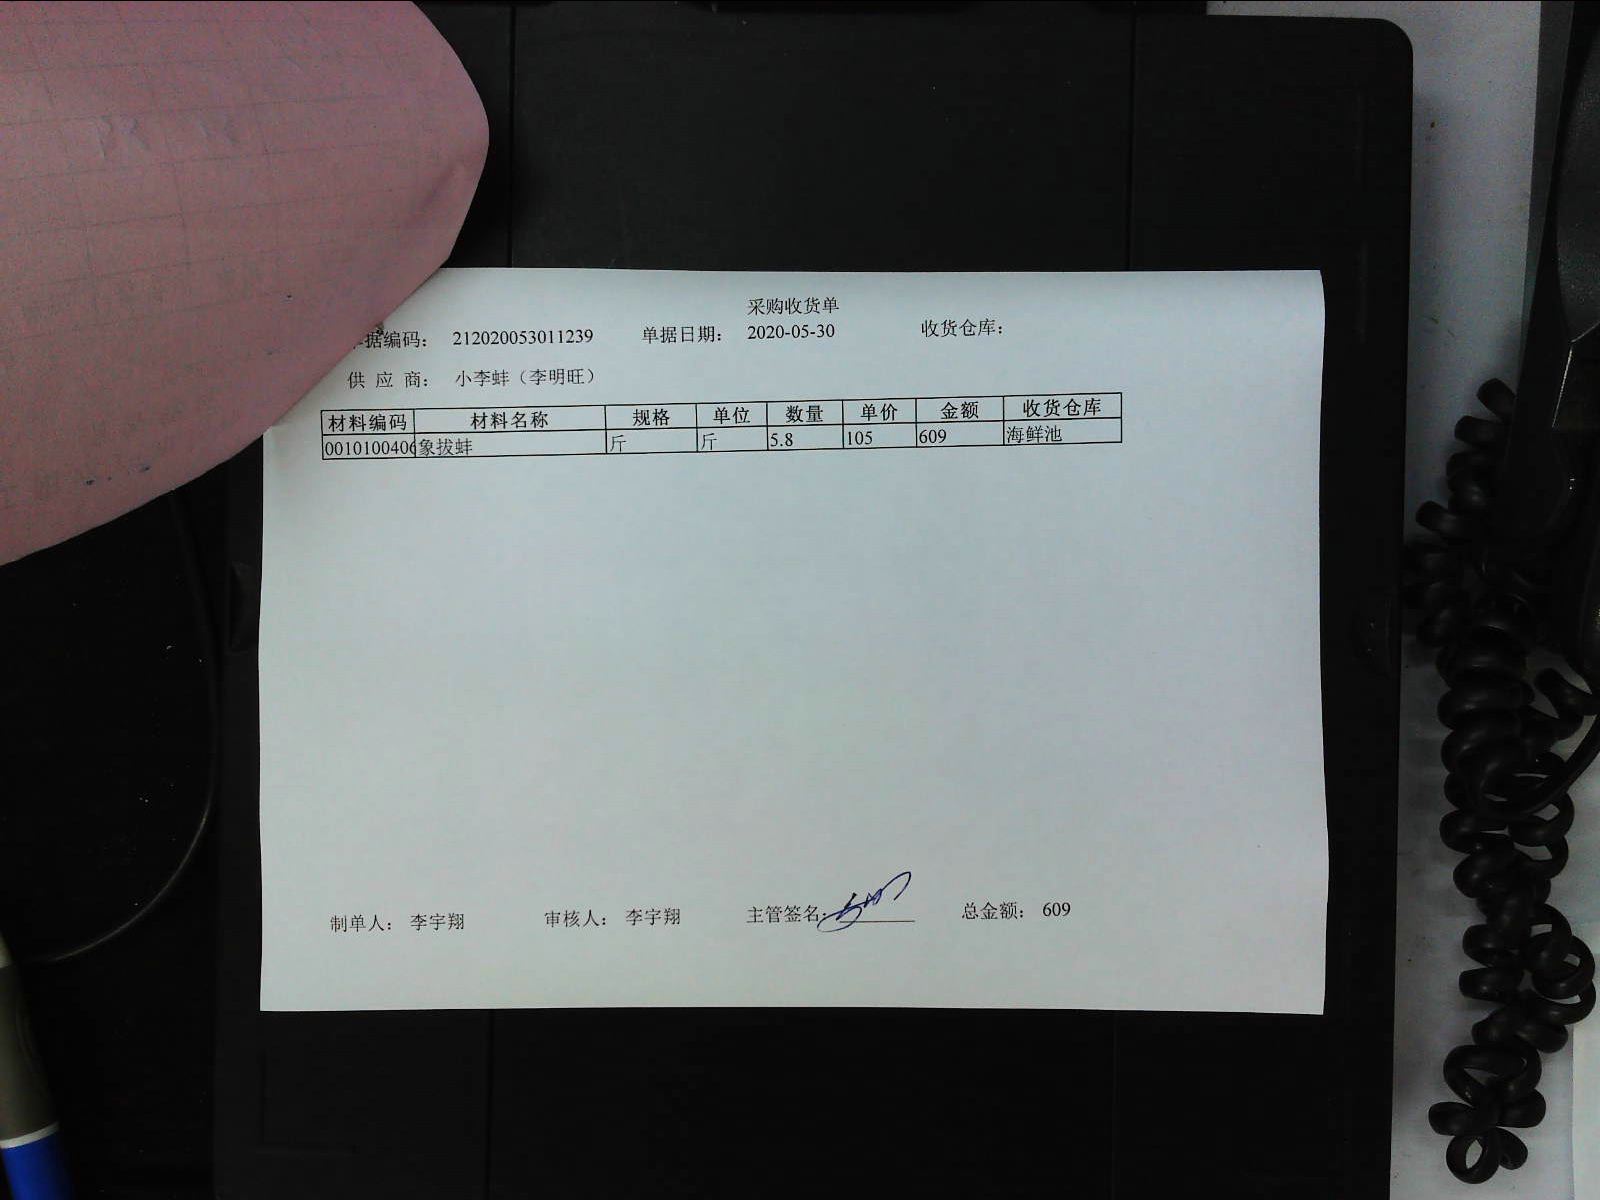 采购收货单
单据编码： 212020053011239 单据日期： 2020-05-30 收货仓库：
供 应 商： 小李蚌（李明旺）
材料编码 材料名称 规格 单位 数量 单价 金额 收货仓库
0010100406 象拔蚌 斤 斤 5.8 105 609 海鲜池
制单人： 李宇翔 审核人： 李宇翔 主管签名： 总金额： 609